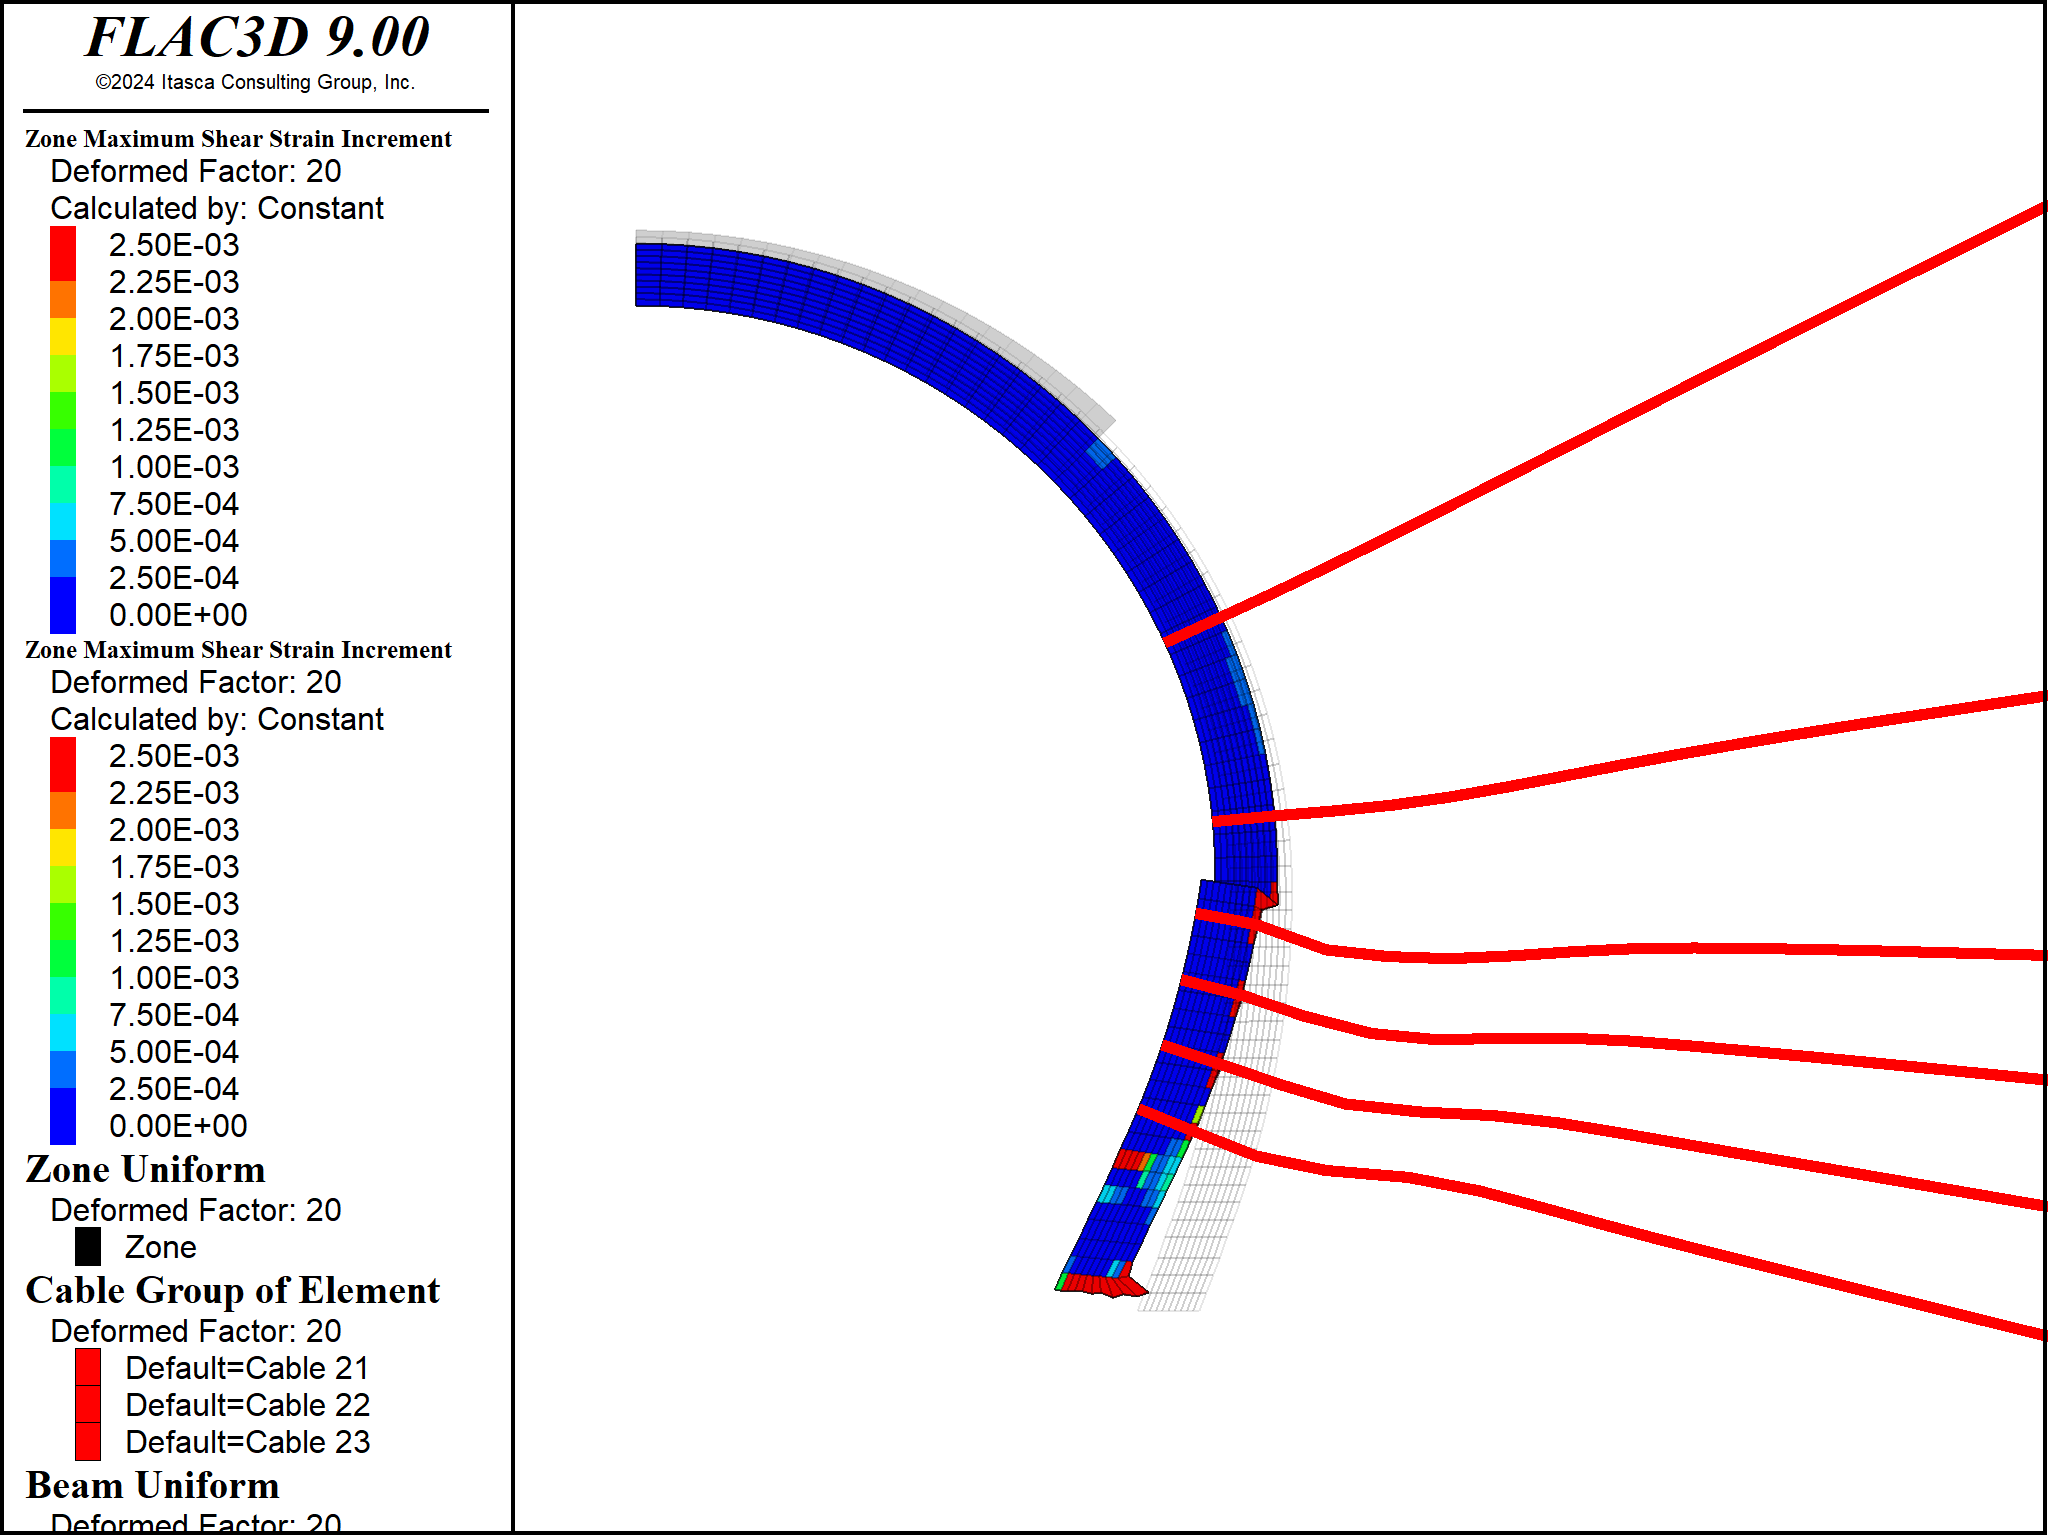 FLAC3D 9.00
©2024 Itasca Consulting Group, Inc.
Zone Maximum Shear Strain Increment
Deformed Factor: 20
Calculated by: Constant
2.50E-03
2.25E-03
2.00E-03
1.75E-03
1.50E-03
1.25E-03
1.00E-03
7.50E-04
5.00E-04
2.50E-04
0.00E+00
Zone Maximum Shear Strain Increment
Deformed Factor: 20
Calculated by: Constant
2.50E-03
2.25E-03
2.00E-03
1.75E-03
1.50E-03
1.25E-03
1.00E-03
7.50E-04
5.00E-04
2.50E-04
0.00E+00
Zone Uniform
Deformed Factor: 20
Zone
Cable Group of Element
Deformed Factor: 20
Default=Cable 21
Default=Cable 22
Default=Cable 23
Beam Uniform
Deformed Factor: 20